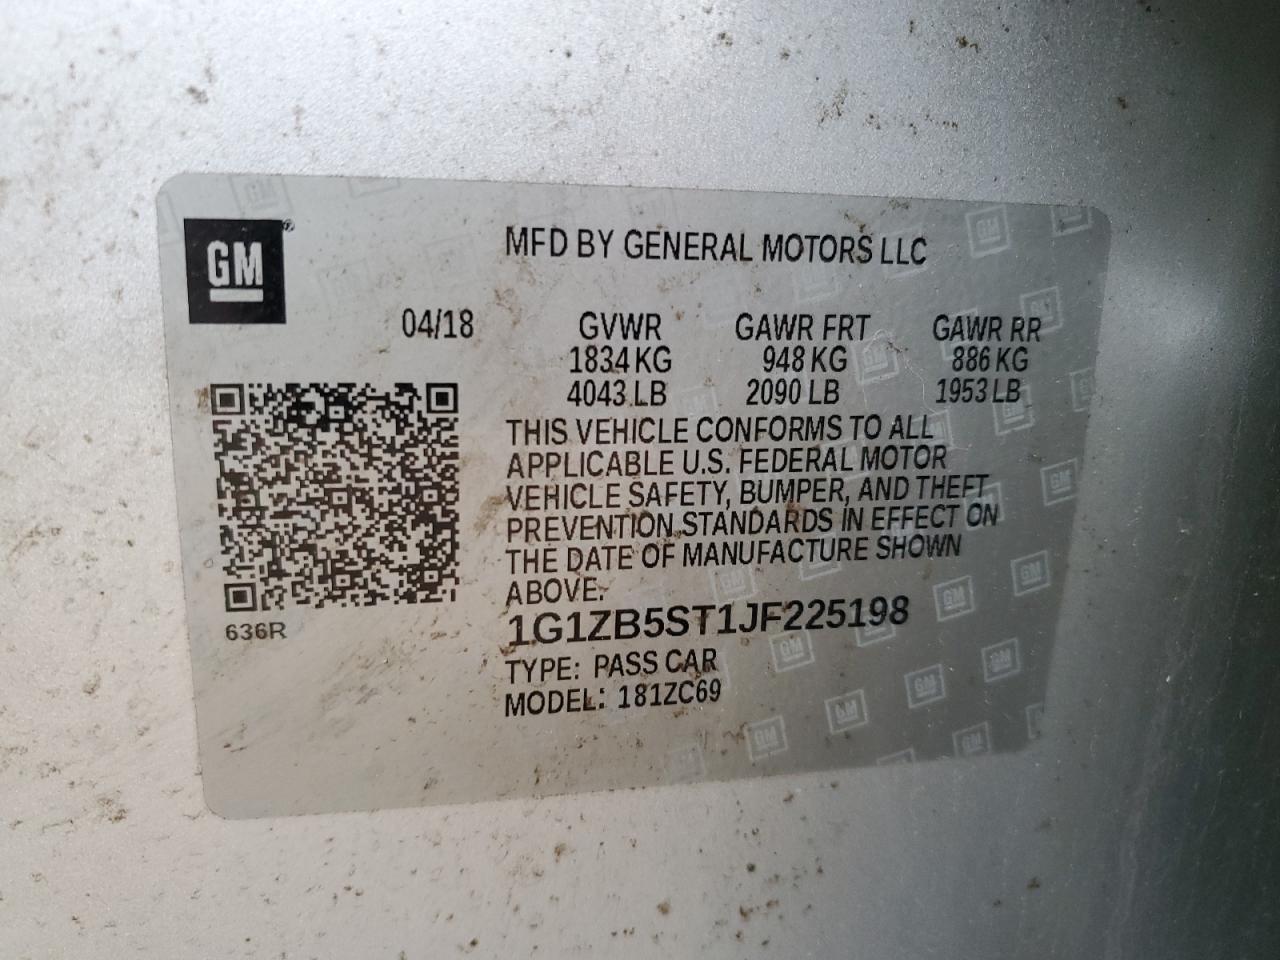 GM
MFD BY GENERAL MOTORS LLC
04/18
GVWR GAWR FRT GAWR RR
1834 KG 948 KG 886 KG
4043 LB 2090 LB 1953 LB
THIS VEHICLE CONFORMS TO ALL
APPLICABLE U.S. FEDERAL MOTOR
VEHICLE SAFETY, BUMPER, AND THEFT
PREVENTION STANDARDS IN EFFECT ON
THE DATE OF MANUFACTURE SHOWN
ABOVE.
1G1ZB5ST1JF225198
TYPE: PASS CAR
MODEL: 181ZC69
636R